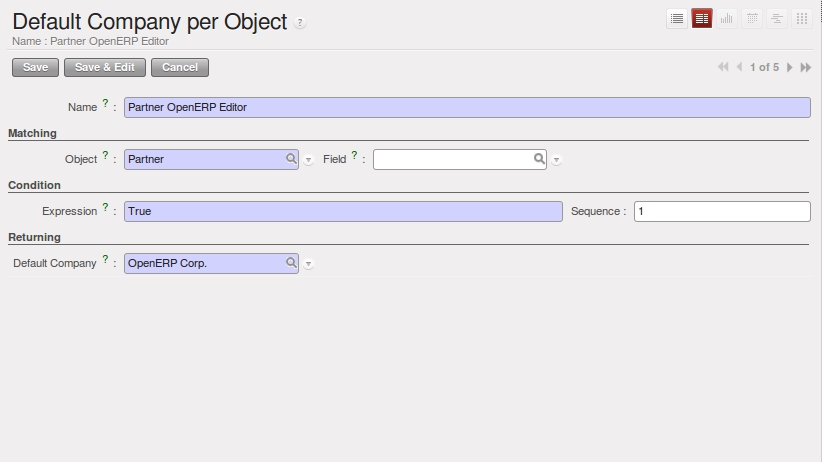 Default Company per Object ?
Name : Partner OpenERP Editor
Save Save & Edit Cancel 1 of 5
Name ? : Partner OpenERP Editor
Matching
Object ? : Partner Field ? :
Condition
Expression ? : True Sequence : 1
Returning
Default Company ? : OpenERP Corp.